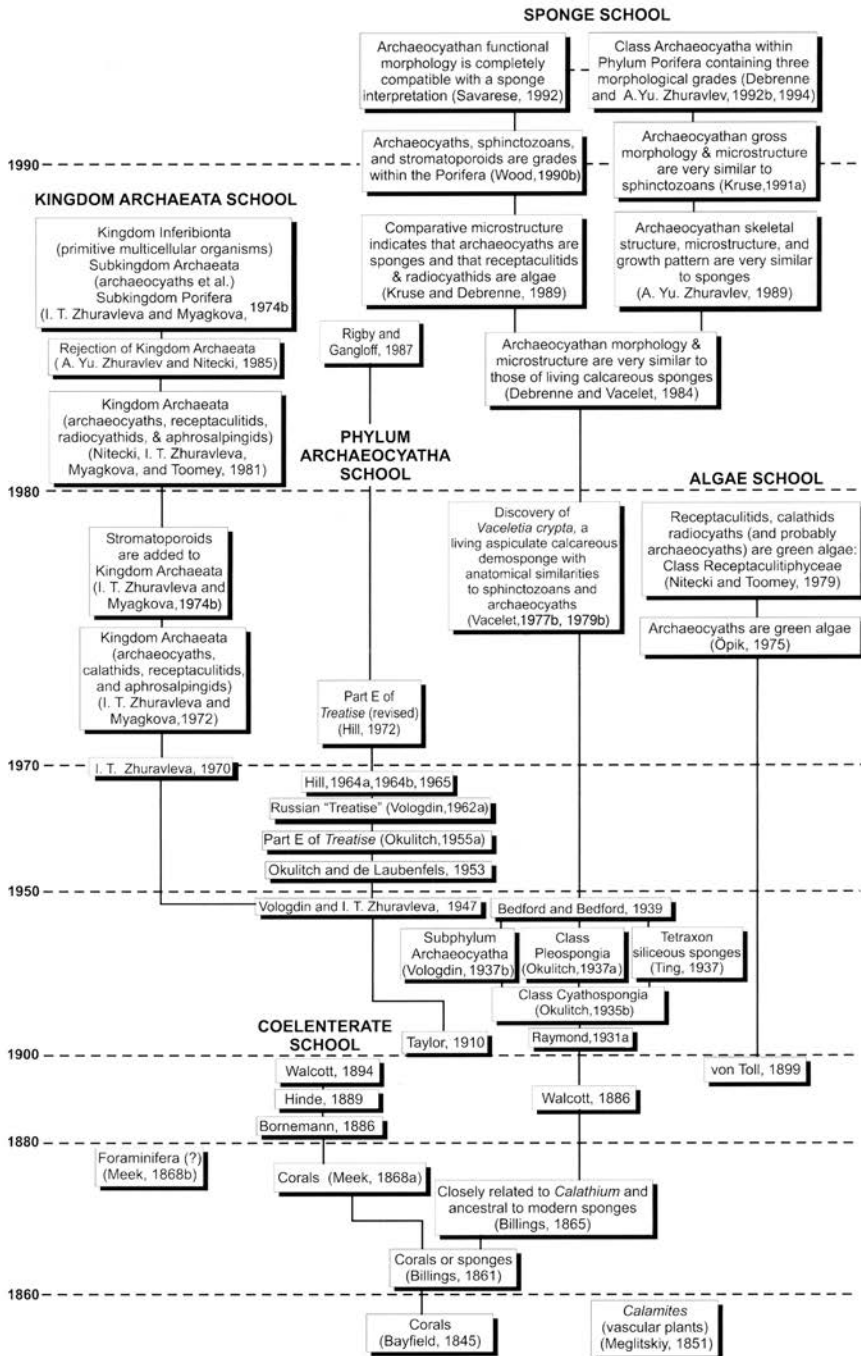 SPONGE SCHOOL
Archaeocyathan functional
morphology is completely
compatible with a sponge
interpretation (Savarese, 1992)
Class Archaeocyatha within
Phylum Porifera containing three
morphological grades (Debrenne
and A.Yu. Zhuravlev, 1992b, 1994)
1990
Archaeocyaths, sphinctozoans,
and stromatoporoids are grades
within the Porifera (Wood, 1990b)
Archaeocyathan gross
morphology & microstructure
are very similar to
sphinctozoans (Kruse, 1991a)
KINGDOM ARCHAEATA SCHOOL
Kingdom Inferibionta
(primitive multicellular organisms)
Subkingdom Archaeata
(archaeocyaths et al.)
Subkingdom Porifera
(I. T. Zhuravleva and Myagkova, 1974b
Comparative microstructure
indicates that archaeocyaths are
sponges and that receptaculitids
& radiocyathids are algae
(Kruse and Debrenne, 1989)
Archaeocyathan skeletal
structure, microstructure, and
growth pattern are very similar
to sponges
(A. Yu. Zhuravlev, 1989)
Rejection of Kingdom Archaeata
( A. Yu. Zhuravlev and Nitecki, 1985)
Rigby and
Gangloff, 1987
Archaeocyathan morphology &
microstructure are very similar to
those of living calcareous sponges
(Debrenne and Vacelet, 1984)
Kingdom Archaeata
(archaeocyaths, receptaculitids,
radiocyathids, & aphrosalpingids)
(Nitecki, I. T. Zhuravleva,
Myagkova, and Toomey, 1981)
PHYLUM
ARCHAEOCYATHA
SCHOOL
ALGAE SCHOOL
1980
Stromatoporoids
are added to
Kingdom Archaeata
(I. T. Zhuravleva and
Myagkova,1974b)
Discovery of
Vaceletia crypta, a
living aspiculate calcareous
demosponge with
anatomical similarities
to sphinctozoans and
archaeocyaths
(Vacelet,1977b, 1979b)
Receptaculitids, calathids
radiocyaths (and probably
archaeocyaths) are green algae:
Class Receptaculitiphyceae
(Nitecki and Toomey, 1979)
Archaeocyaths are green algae
(Öpik, 1975)
Kingdom Archaeata
(archaeocyaths,
calathids, receptaculitids,
and aphrosalpingids)
(I. T. Zhuravleva and
Myagkova,1972)
Part E of
Treatise (revised)
(Hill, 1972)
1970
I. T. Zhuravleva, 1970
Hill, 1964a, 1964b, 1965
Russian "Treatise" (Vologdin,1962a)
Part E of Treatise (Okulitch, 1955a)
Okulitch and de Laubenfels, 1953
1950
Vologdin and I. T. Zhuravleva, 1947
Bedford and Bedford, 1939
Subphylum
Archaeocyatha
(Vologdin, 1937b)
Class
Pleospongia
(Okulitch,1937a)
Tetraxon
siliceous sponges
(Ting, 1937)
Class Cyathospongia
(Okulitch, 1935b)
COELENTERATE
SCHOOL
Taylor, 1910
Raymond,1931a
1900
Walcott, 1894
von Toll, 1899
Hinde, 1889
Walcott, 1886
Bornemann, 1886
1880
Foraminifera (?)
(Meek, 1868b)
Corals (Meek, 1868a)
Closely related to Calathium and
ancestral to modern sponges
(Billings, 1865)
Corals or sponges
(Billings, 1861)
1860
Corals
(Bayfield, 1845)
Calamites
(vascular plants)
(Meglitskiy, 1851)